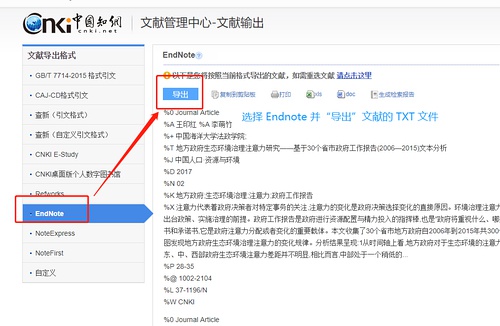 Cnki 中国知網
cnki.net
文献管理中心-文献输出
文献导出格式
GB/T 7714-2015 格式引文
CAJ-CD格式引文
查新（引文格式）
查新（自定义引文格式）
CNKI E-Study
CNKI桌面版个人数字图书馆
Refworks
EndNote
NoteExpress
NoteFirst
自定义
EndNote
以下是您将按照当前格式导出的文献，如需重选文献 请点击这里
导出
复制到剪贴板
打印
xls
doc
生成检索报告
选择 Endnote 并“导出”文献的 TXT 文件
%0 Journal Article
%A 王印红 %A 李萌竹
%+ 中国海洋大学法政学院;
%T 地方政府生态环境治理注意力研究——基于30个省市政府工作报告(2006—2015)文本分析
%J 中国人口·资源与环境
%D 2017
%N 02
%K 地方政府;生态环境治理;注意力;政府工作报告
%X 注意力代表着政府决策者对特定事务的关注,注意力的变化是政府决策选择变化的直接原因。环境治理注意力
出台政策、实施治理的前提。政府工作报告是政府进行资源配置与精力投入的指挥棒,也是“政府将重视什么、哪
书和承诺书,它是政府注意力分配或者变化的重要载体。本文收集了30个省市地方政府自2006年到2015年共300
图发现地方政府生态环境治理注意力的变化规律。分析结果呈现:1从时间轴上看,地方政府对于生态环境的注意力
东、中、西部政府生态环境注意力差距并不明显,相比而言,中部处于一个稍低的...
%P 28-35
%@ 1002-2104
%L 37-1196/N
%W CNKI
%0 Journal Article